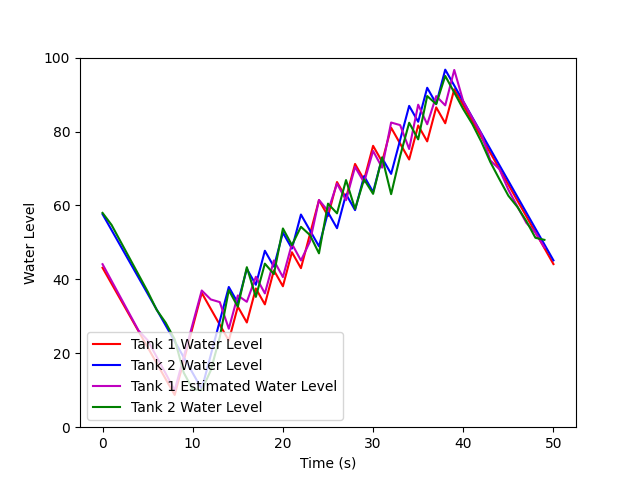 100
80
60
40
20
0
Water Level
Tank 1 Water Level
Tank 2 Water Level
Tank 1 Estimated Water Level
Tank 2 Water Level
0 10 20 30 40 50
Time (s)